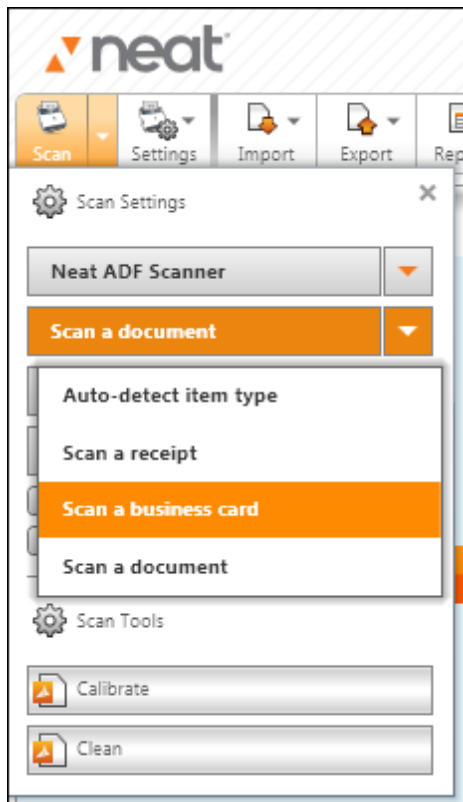 neat
Scan Settings Import Export Rep
Scan Settings
Neat ADF Scanner
Scan a document
Auto-detect item type
Scan a receipt
Scan a business card
Scan a document
Scan Tools
Calibrate
Clean